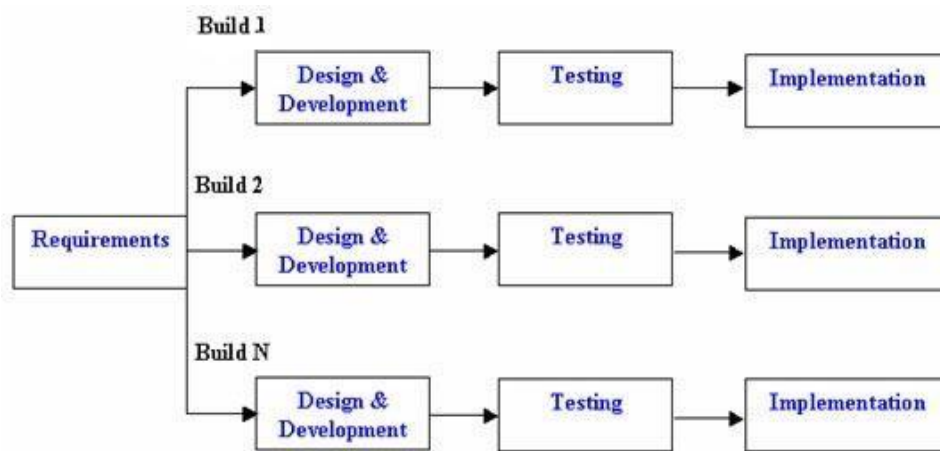 Build 1
Design &
Development
Testing
Implementation
Build 2
Requirements
Design &
Development
Testing
Implementation
Build N
Design &
Development
Testing
Implementation